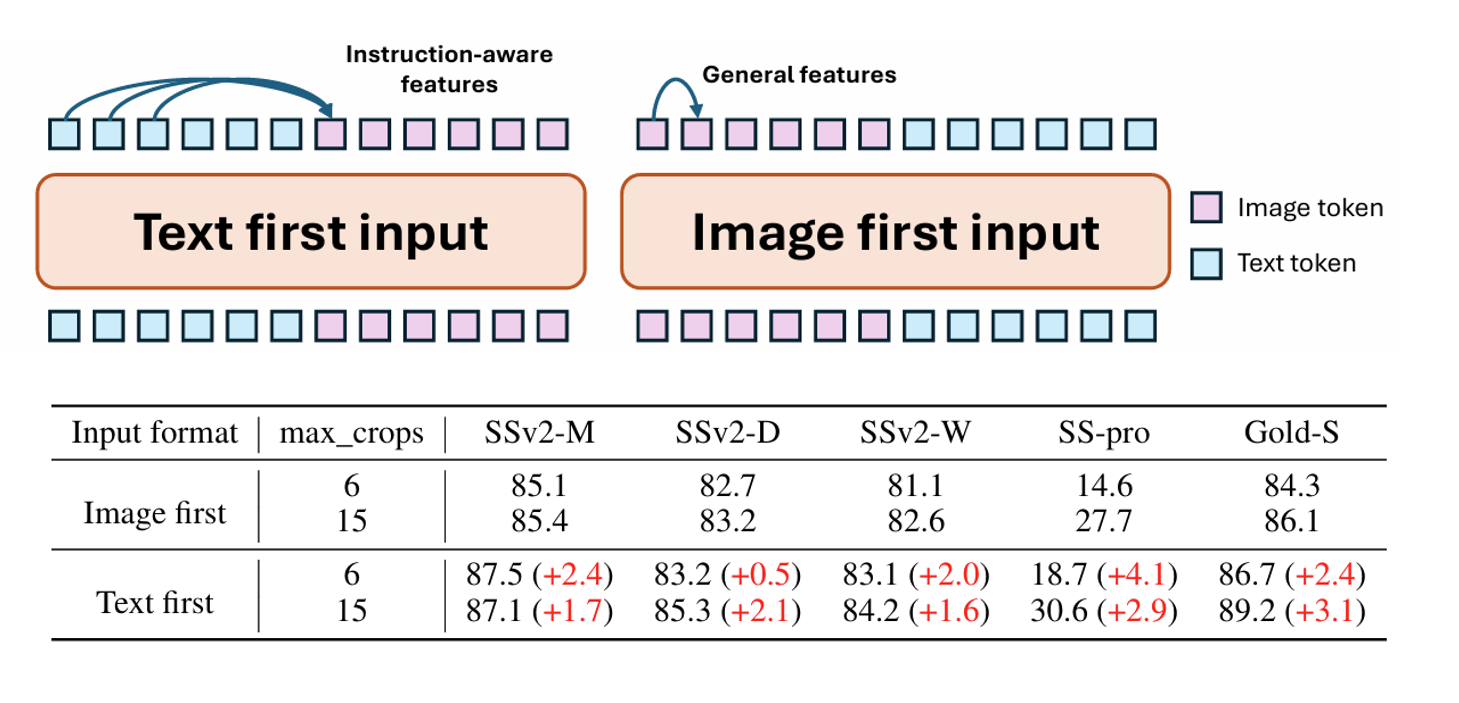 Instruction-aware
features
General features
Text first input
Image first input
Image token
Text token
Input format max_crops SSv2-M SSv2-D SSv2-W SS-pro Gold-S
Image first
6 85.1 82.7 81.1 14.6 84.3
15 85.4 83.2 82.6 27.7 86.1
Text first
6 87.5 (+2.4) 83.2 (+0.5) 83.1 (+2.0) 18.7 (+4.1) 86.7 (+2.4)
15 87.1 (+1.7) 85.3 (+2.1) 84.2 (+1.6) 30.6 (+2.9) 89.2 (+3.1)